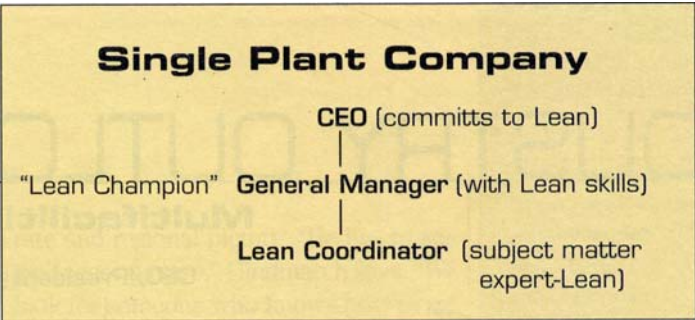 Single Plant Company
CEO (committs to Lean)
"Lean Champion" General Manager (with Lean skills)
Lean Coordinator (subject matter
expert-Lean)